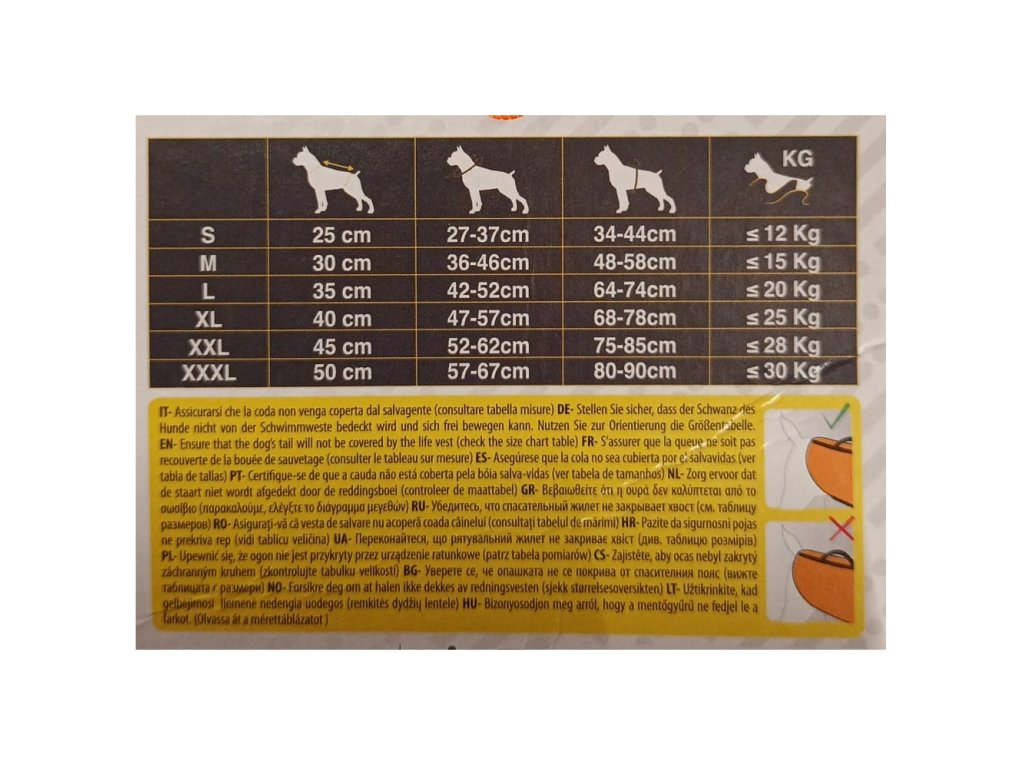 KG
S 25 cm 27-37cm 34-44cm ≤ 12 Kg
M 30 cm 36-46cm 48-58cm ≤ 15 Kg
L 35 cm 42-52cm 64-74cm ≤ 20 Kg
XL 40 cm 47-57cm 68-78cm ≤ 25 Kg
XXL 45 cm 52-62cm 75-85cm ≤ 28 Kg
XXXL 50 cm 57-67cm 80-90cm ≤ 30 Kg
IT- Assicurarsi che la coda non venga coperta dal salvagente (consultare tabella misure) DE- Stellen Sie sicher, dass der Schwanz des
Hunde nicht von der Schwimmweste bedeckt wird und sich frei bewegen kann. Nutzen Sie zur Orientierung die Größentabelle.
EN- Ensure that the dog's tail will not be covered by the life vest (check the size chart table) FR- S'assurer que la queue ne soit pas
recouverte de la bouée de sauvetage (consulter le tableau sur mesure) ES- Asegúrese que la cola no sea cubierta por el salvavidas (ver
tabla de tallas) PT- Certifique-se de que a cauda não está coberta pela bóia salva-vidas (ver tabela de tamanhos) NL- Zorg ervoor dat
de staart niet wordt afgedekt door de reddingsboei (controleer de maattabel) GR- Βεβαιωθείτε ότι η ουρά δεν καλύπτεται από το
σωσίβιο (παρακαλούμε, ελέγξτε το διάγραμμα μεγεθών) RU- Убедитесь, что спасательный жилет не закрывает хвост (см. таблицу
размеров) RO- Asigurați-vă că vesta de salvare nu acoperă coada câinelui (consultați tabelul de mărimi) HR- Pazite da sigurnosni pojas
ne prekriva rep (vidi tablicu veličina) UA- Переконайтеся, що рятувальний жилет не закриває хвіст (див. таблицю розмірів)
PL- Upewnić się, że ogon nie jest przykryty przez urządzenie ratunkowe (patrz tabela pomiarów) CS- Zajistěte, aby ocas nebyl zakrytý
záchranným kruhem (zkontrolujte tabulku velikostí) BG- Уверете се, че опашката не се покрива от спасителния пояс (вижте
таблицата с размери) NO- Forsikre deg om at halen ikke dekkes av redningsvesten (sjekk størrelsesoversikten) LT- Užtikrinkite, kad
gelbėjimosi liemenė nedengia uodegos (remkitės dydžių lentele) HU- Bizonyosodjon meg arról, hogy a mentőgyűrű ne fedjel le a
farkot. (Olvassa át a mérettáblázatot )